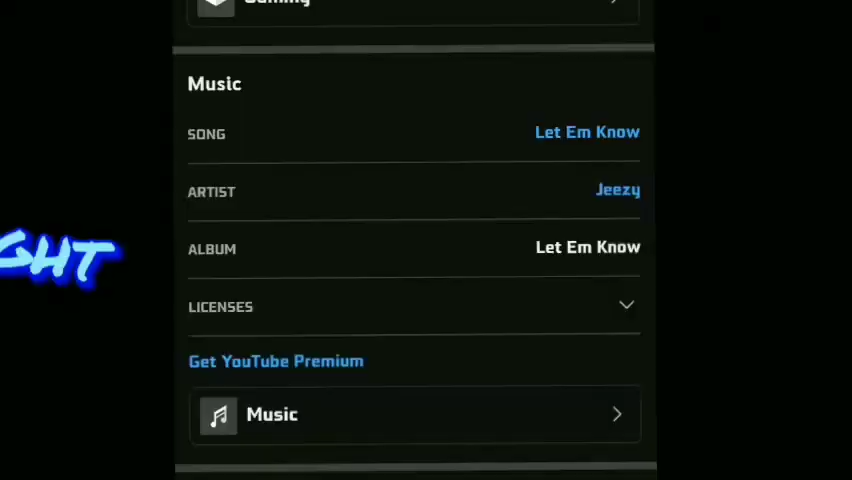 Music
SONG Let Em Know
ARTIST Jeezy
ALBUM Let Em Know
LICENSES
Get YouTube Premium
Music